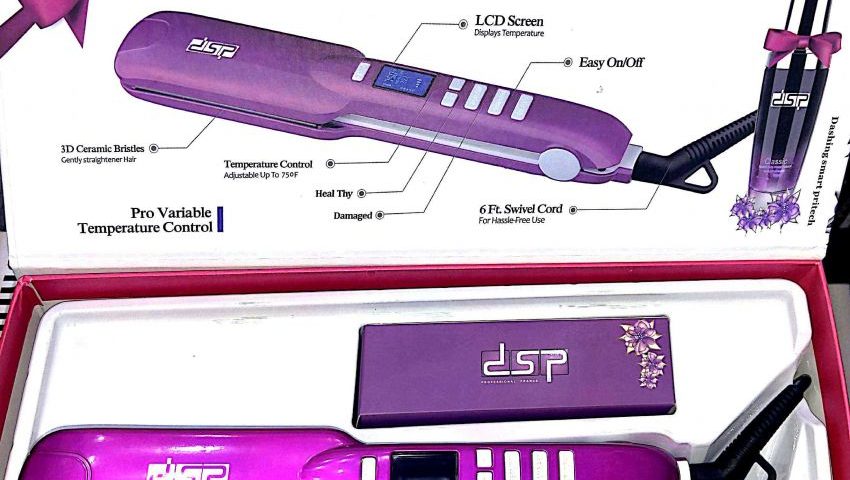 dsp
LCD Screen
Displays Temperature
Easy On/Off
3D Ceramic Bristles
Gently straightener Hair
Temperature Control
Adjustable Up To 750F
Heal Thy
Damaged
6 Ft. Swivel Cord
For Hassle-Free Use
Pro Variable
Temperature Control
dsp
Classic
Dashing smart pritech
dsp
PROFESSIONAL FRANCE
dsp